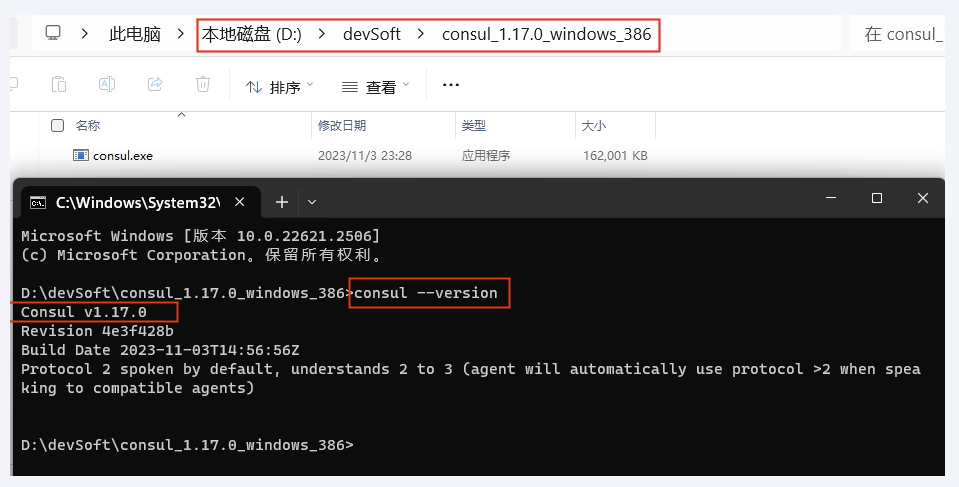 此电脑 > 本地磁盘 (D:) > devSoft > consul_1.17.0_windows_386
在 consul_
排序 查看 ...
名称 修改日期 类型 大小
consul.exe 2023/11/3 23:28 应用程序 162,001 KB
C:\Windows\System32\
Microsoft Windows [版本 10.0.22621.2506]
(c) Microsoft Corporation。保留所有权利。
D:\devSoft\consul_1.17.0_windows_386>consul --version
Consul v1.17.0
Revision 4e3f428b
Build Date 2023-11-03T14:56:56Z
Protocol 2 spoken by default, understands 2 to 3 (agent will automatically use protocol >2 when spea
king to compatible agents)
D:\devSoft\consul_1.17.0_windows_386>